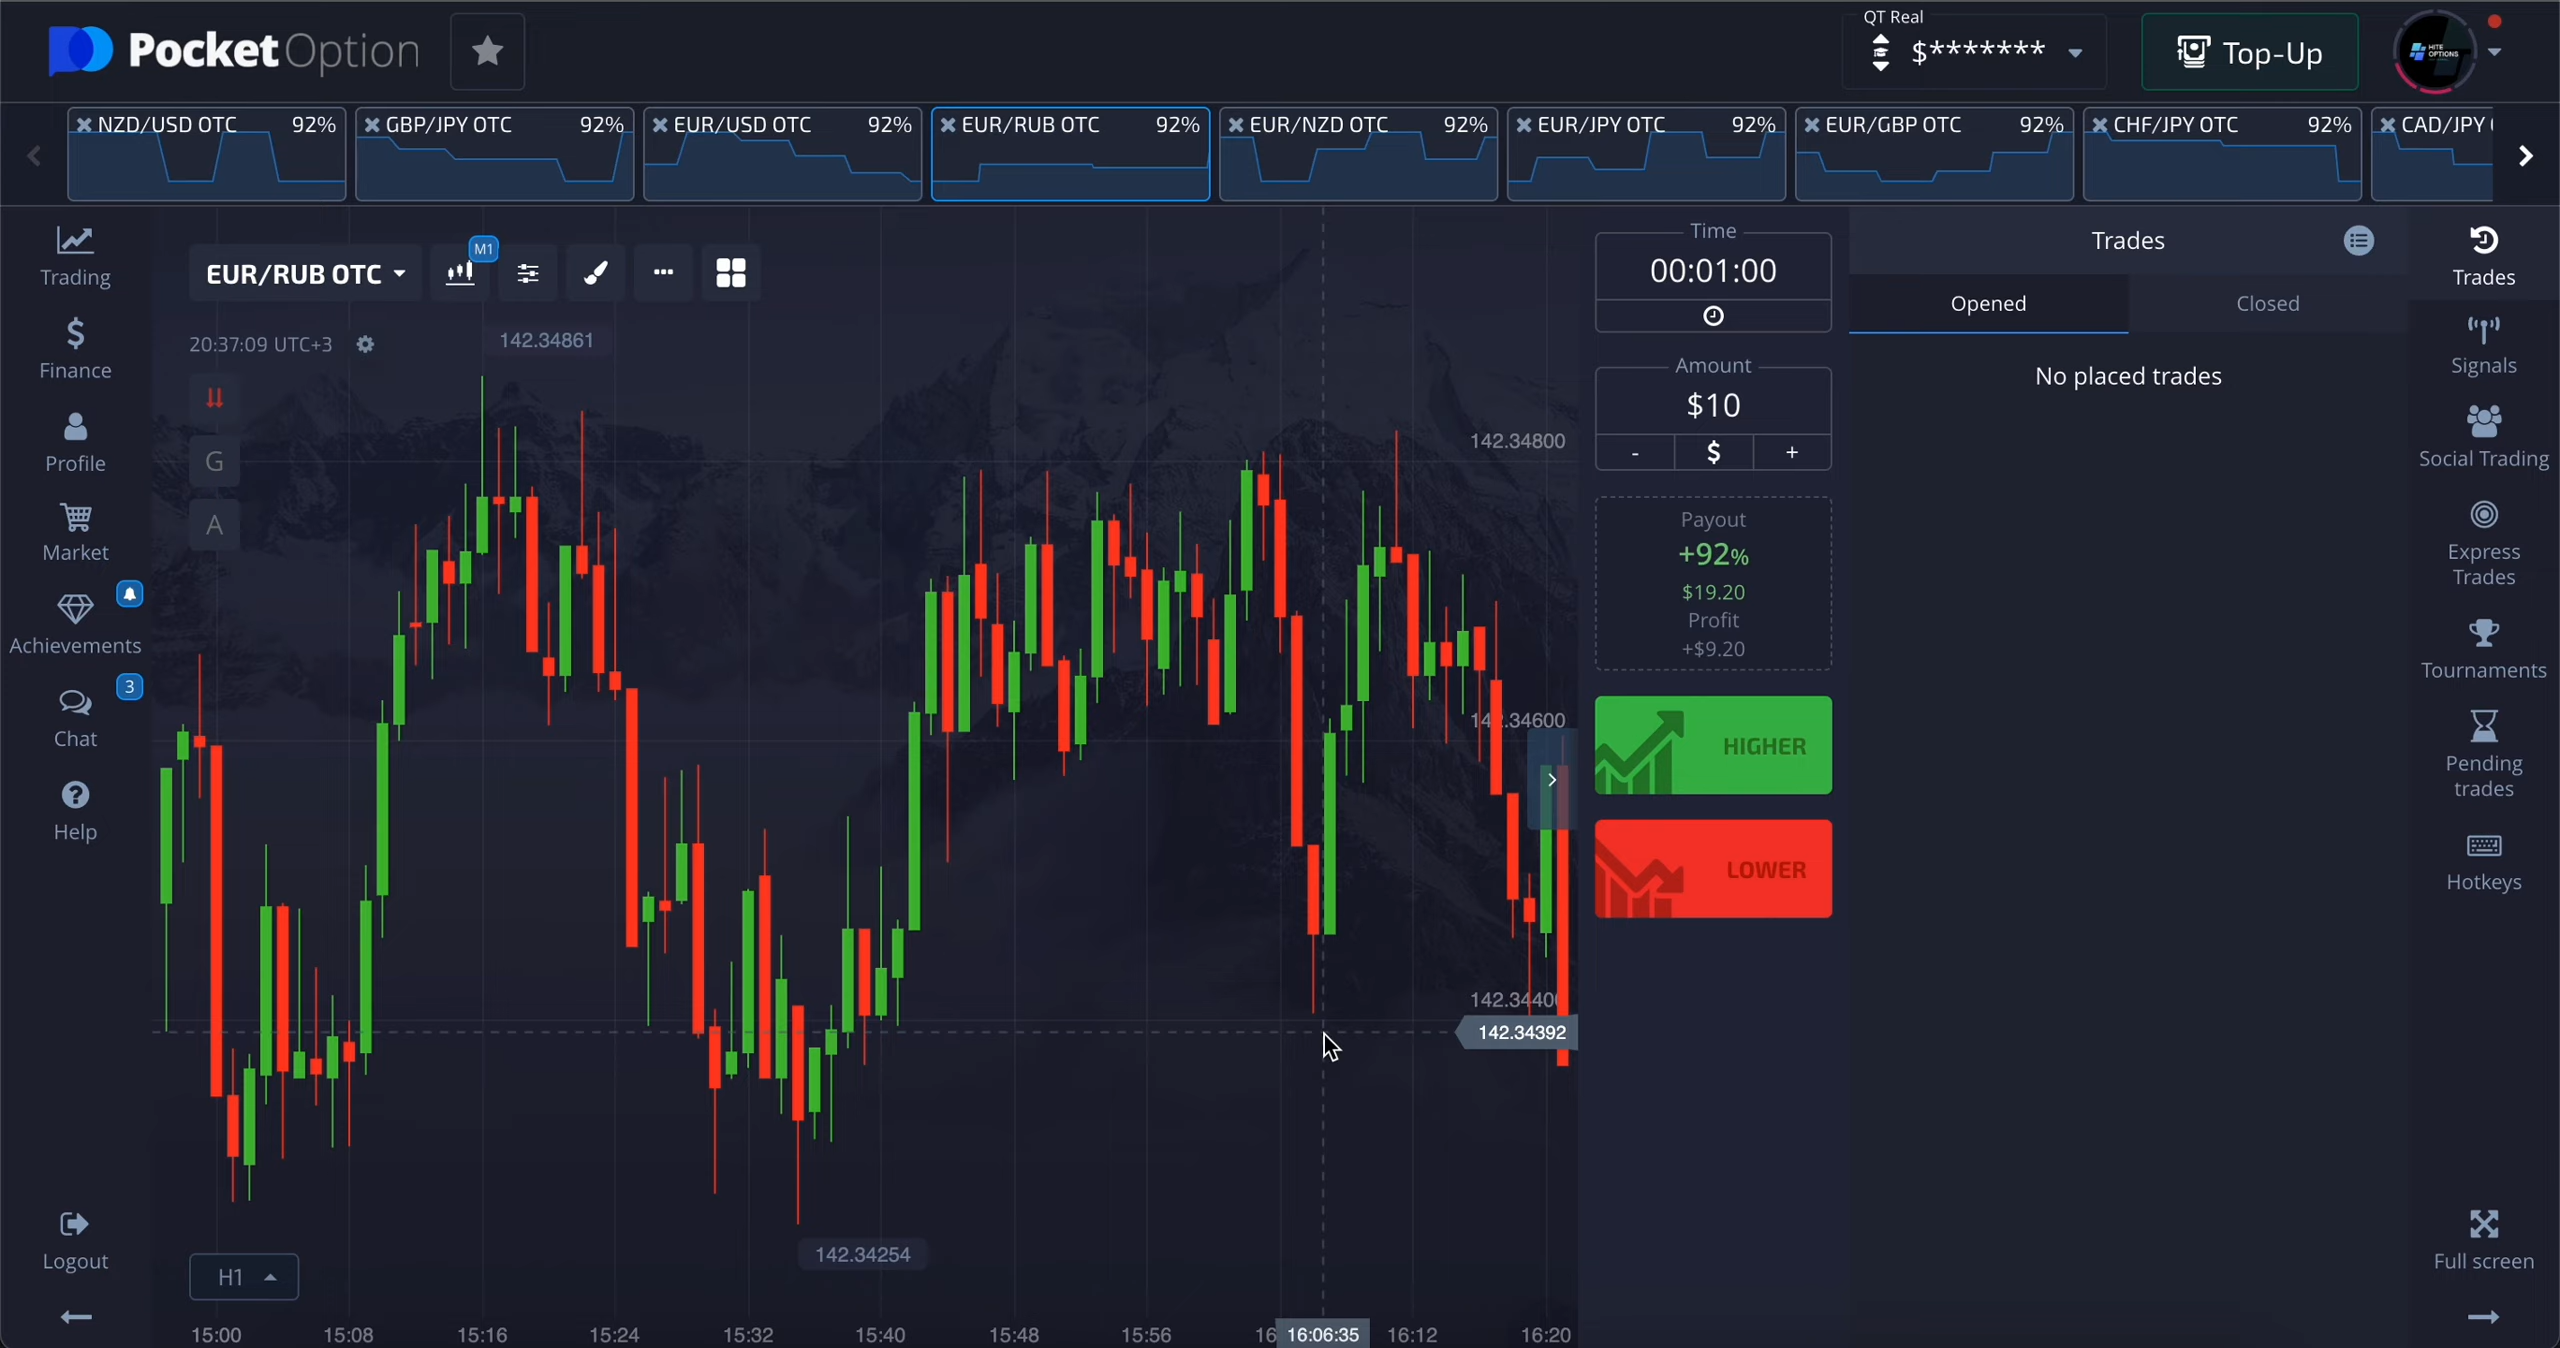 PocketOption
QT Real
$*******
Top-Up
HITE
OPTIONS
NZD/USD OTC 92%
GBP/JPY OTC 92%
EUR/USD OTC 92%
EUR/RUB OTC 92%
EUR/NZD OTC 92%
EUR/JPY OTC 92%
EUR/GBP OTC 92%
CHF/JPY OTC 92%
CAD/JPY
Trading
Finance
Profile
Market
Achievements
3
Chat
Help
Logout
EUR/RUB OTC
M1
20:37:09 UTC+3
G
A
142.34861
142.34800
142.34600
142.34400
142.34392
142.34254
H1
15:00 15:08 15:16 15:24 15:32 15:40 15:48 15:56 16 16:06:35 16:12 16:20
Time
00:01:00
Amount
$10
- $ +
Payout
+92%
$19.20
Profit
+$9.20
HIGHER
LOWER
Trades
Opened Closed
No placed trades
Trades
Signals
Social Trading
Express
Trades
Tournaments
Pending
trades
Hotkeys
Full screen